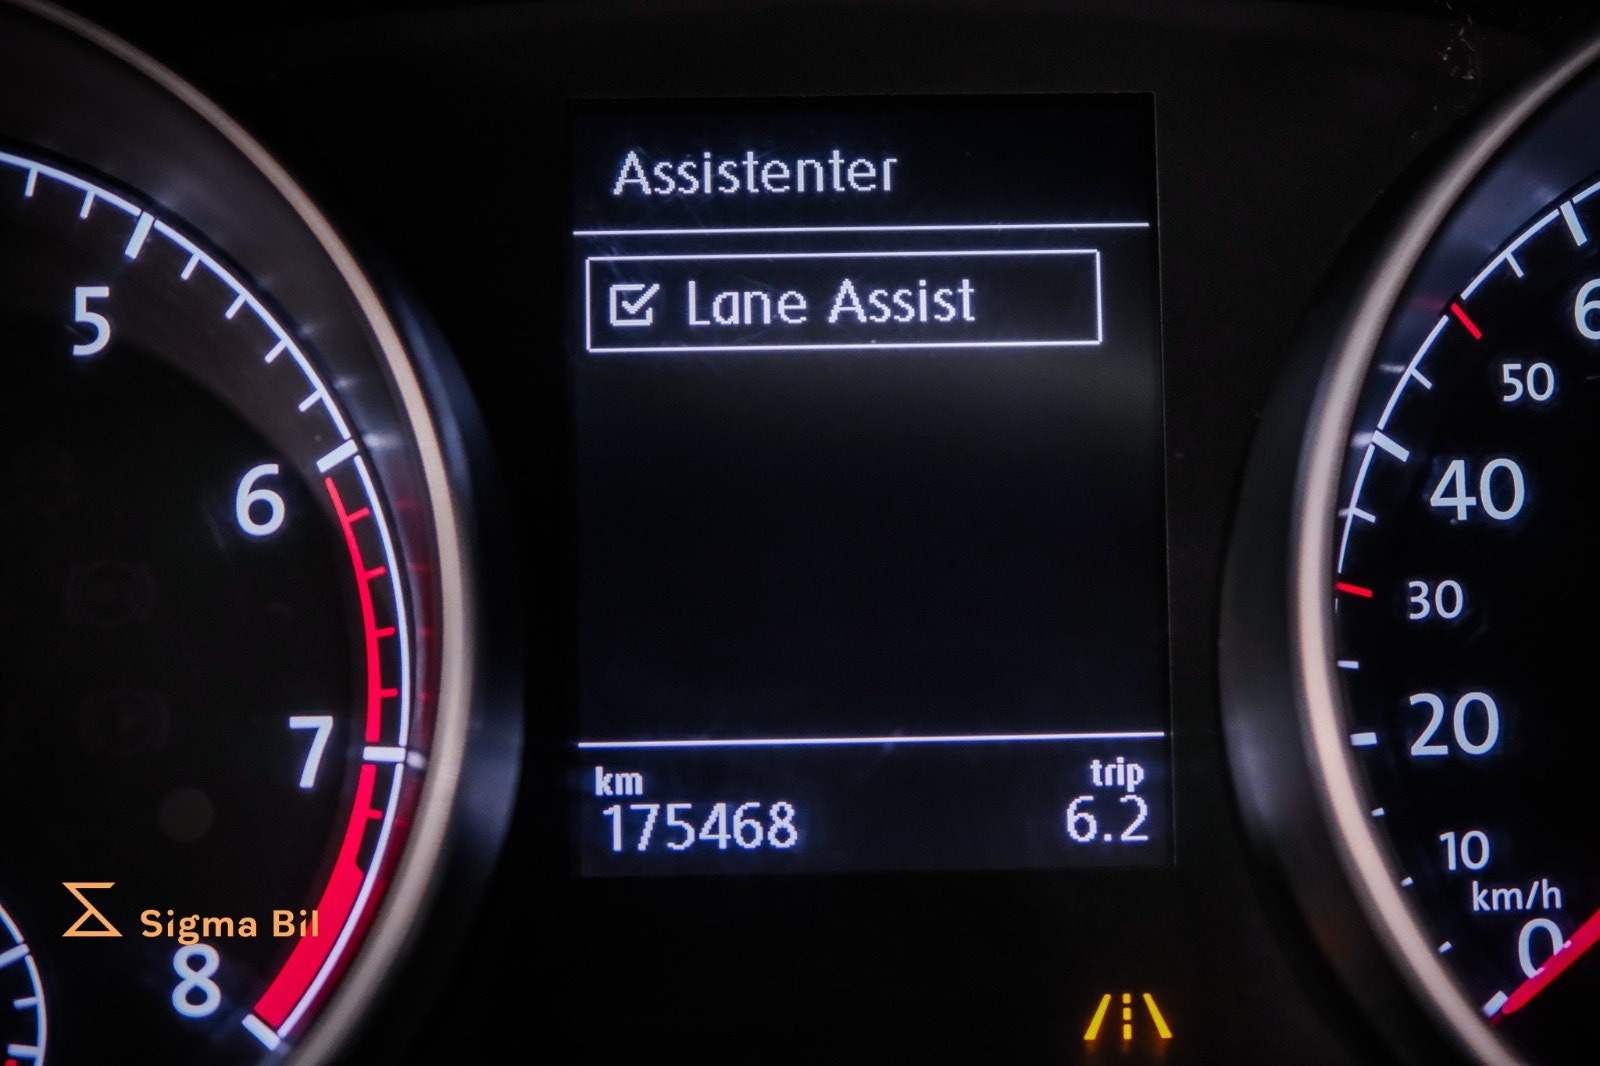 Assistenter
Lane Assist
km
175468
trip
6.2
5
6
7
8
50
40
30
20
10
km/h
0
Sigma Bil